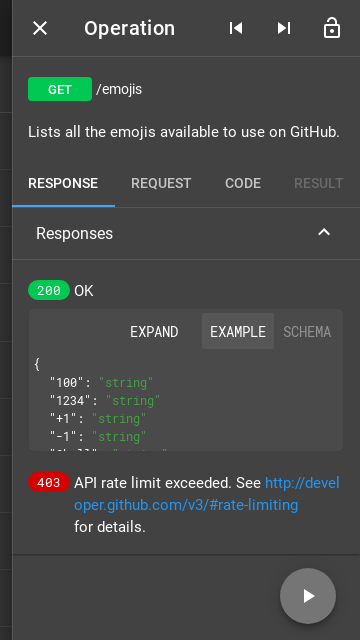 Operation
GET /emojis
Lists all the emojis available to use on GitHub.
RESPONSE REQUEST CODE RESULT
Responses
200 OK
EXPAND EXAMPLE SCHEMA
{
"100": "string"
"1234": "string"
"+1": "string"
"-1": "string"
403 API rate limit exceeded. See http://devel
oper.github.com/v3/#rate-limiting
for details.